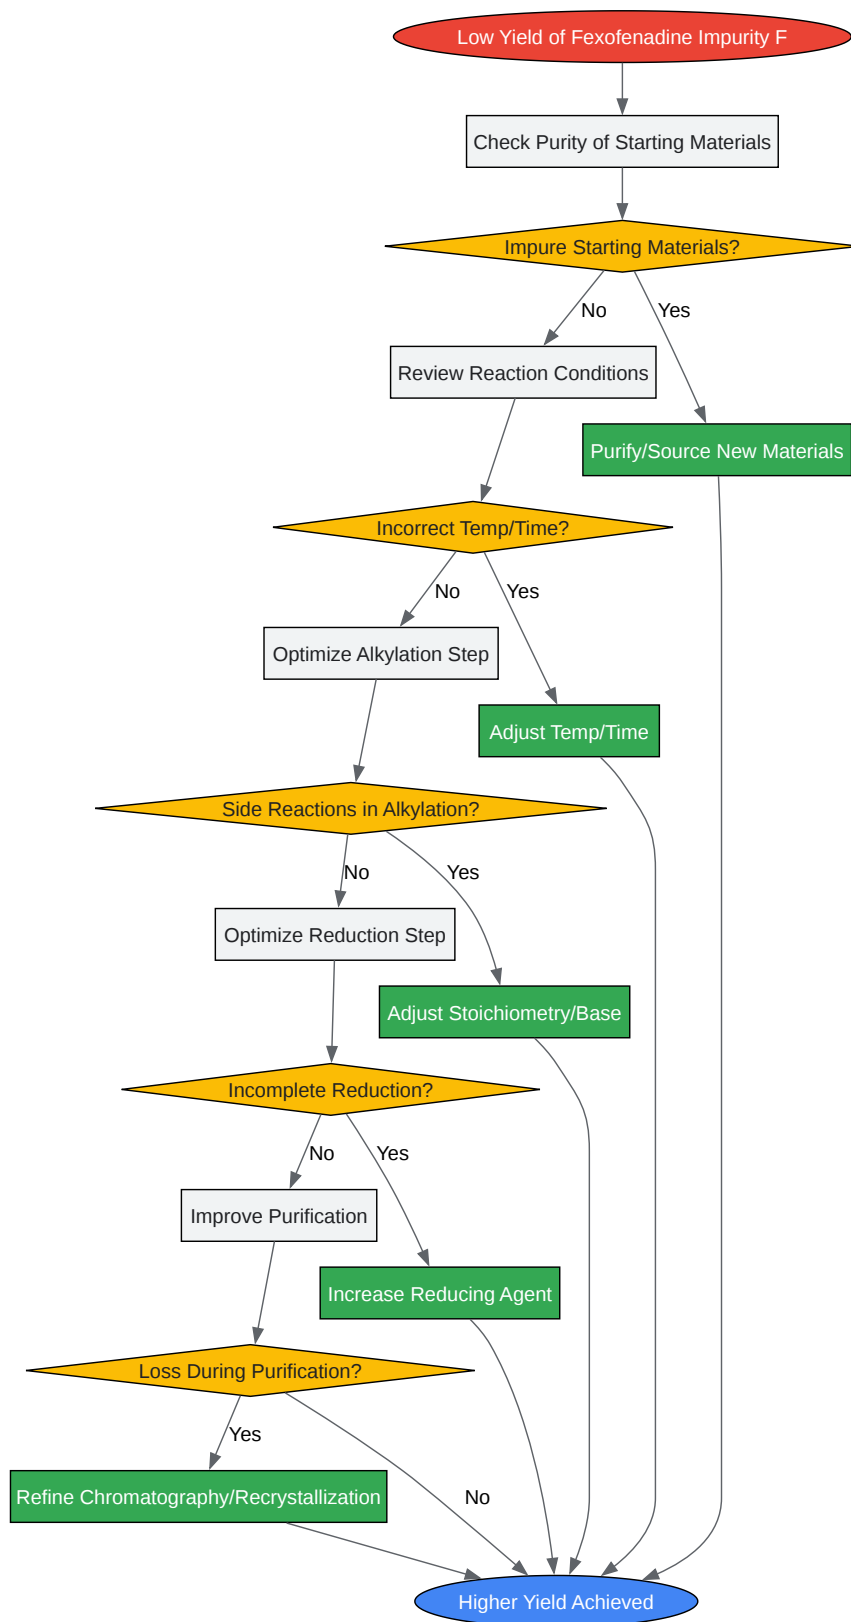 Low Yield of Fexofenadine Impurity F
Check Purity of Starting Materials
Impure Starting Materials?
No
Yes
Review Reaction Conditions
Purify/Source New Materials
Incorrect Temp/Time?
No
Yes
Optimize Alkylation Step
Adjust Temp/Time
Side Reactions in Alkylation?
No
Yes
Optimize Reduction Step
Adjust Stoichiometry/Base
Incomplete Reduction?
No
Yes
Improve Purification
Increase Reducing Agent
Loss During Purification?
Yes
No
Refine Chromatography/Recrystallization
Higher Yield Achieved